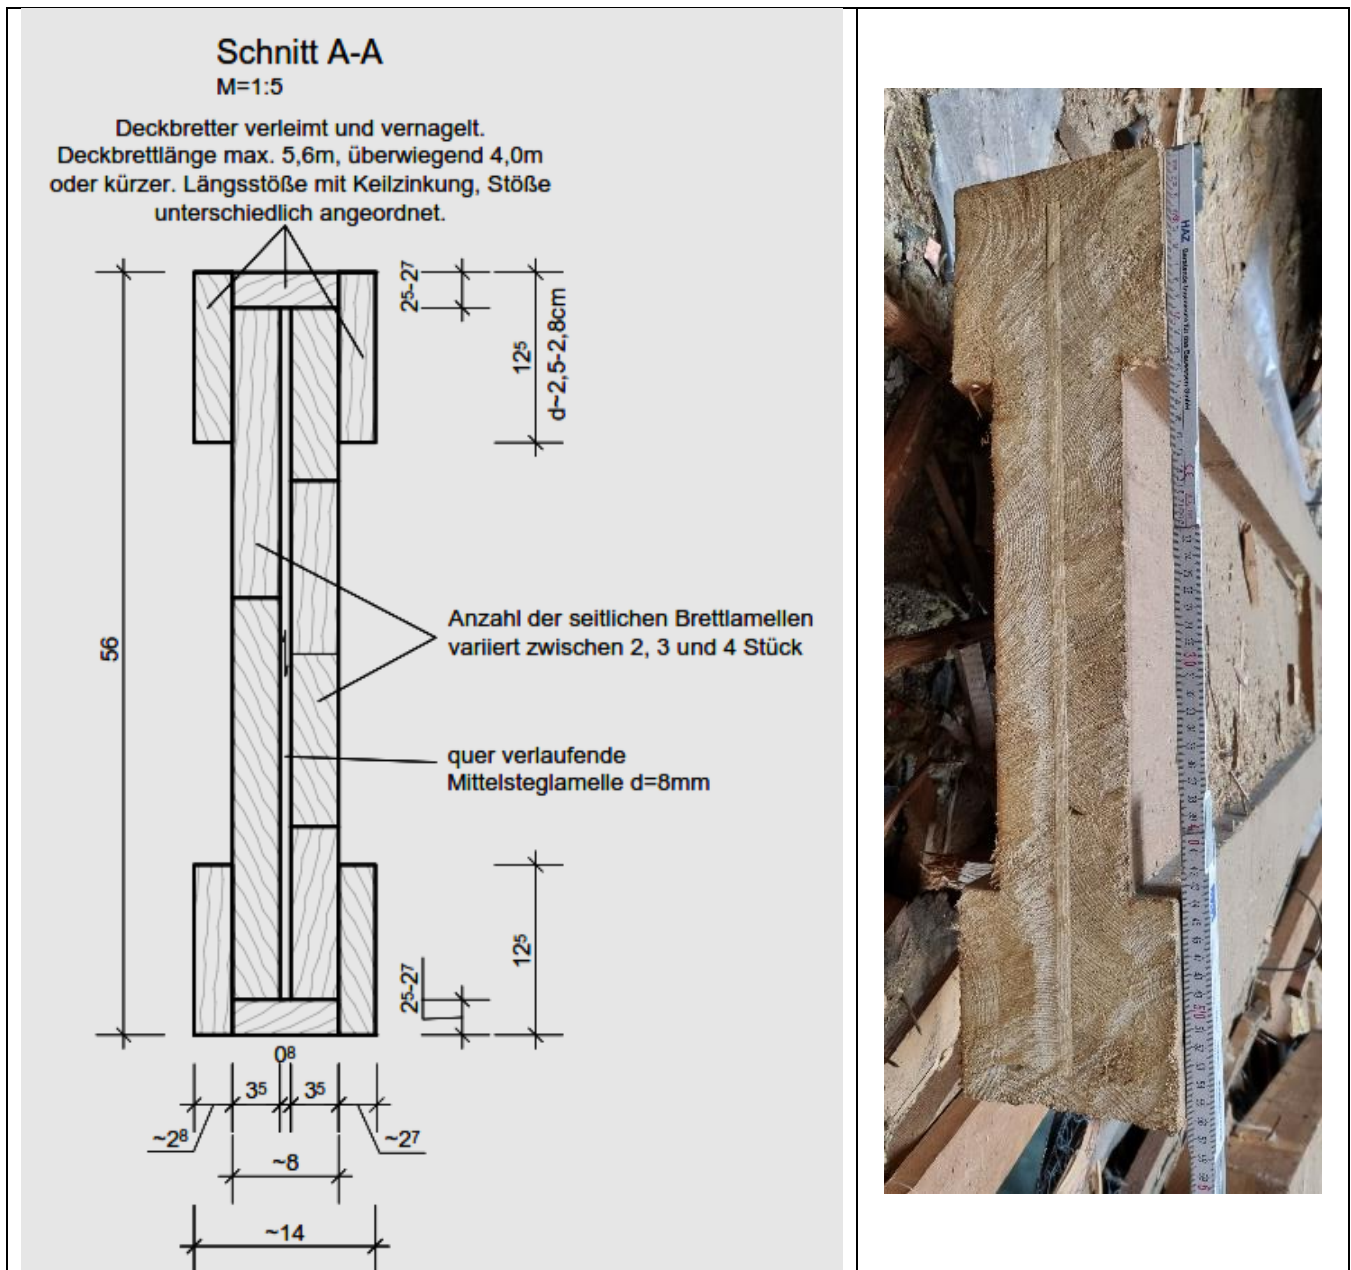 Schnitt A-A
M=1:5
Deckbretter verleimt und vernagelt.
Deckbrettlänge max. 5,6m, überwiegend 4,0m
oder kürzer. Längsstöße mit Keilzinkung, Stöße
unterschiedlich angeordnet.
2⁵-2⁷
12⁵
d~2,5-2,8cm
56
Anzahl der seitlichen Brettlamellen
variiert zwischen 2, 3 und 4 Stück
quer verlaufende
Mittelsteglamelle d=8mm
12⁵
2⁵-2⁷
0⁸
3⁵ 3⁵
~2⁸ ~2⁷
~8
~14
HAZ